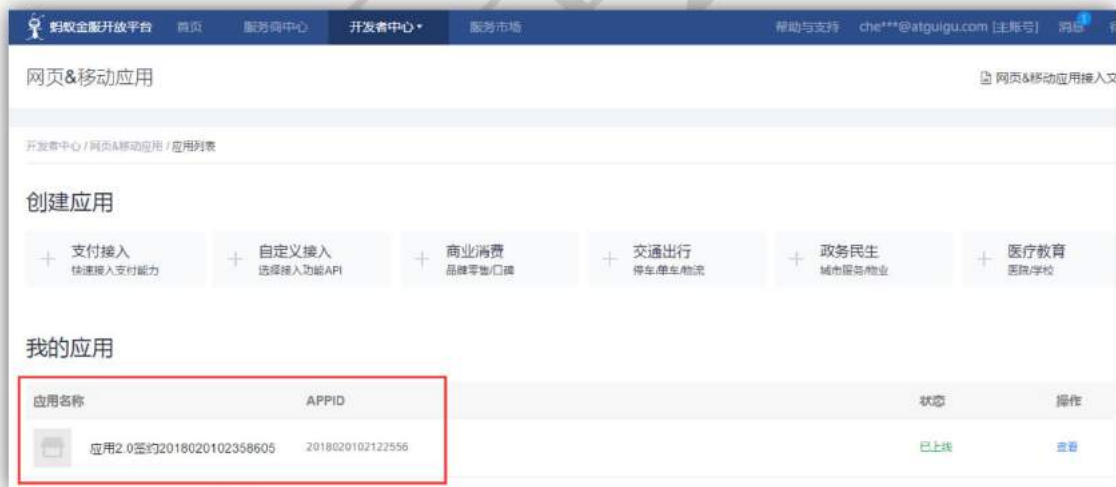 蚂蚁金服开放平台 首页 服务商中心 开发者中心 服务市场 帮助与支持 che***@atguigu.com [主账号] 消息 1
网页&移动应用 网页&移动应用接入文
开发者中心 / 网页&移动应用 / 应用列表
创建应用
支付接入 自定义接入 商业消费 交通出行 政务民生 医疗教育
快速接入支付能力 选择接入功能API 品牌零售/口碑 停车/单车/物流 城市服务/物业 医院/学校
我的应用
应用名称 APPID 状态 操作
应用2.0签约2018020102358605 2018020102122556 已上线 查看